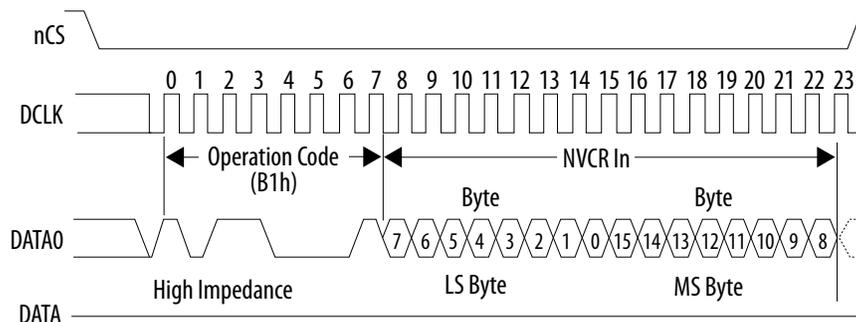 nCS
0 1 2 3 4 5 6 7 8 9 10 11 12 13 14 15 16 17 18 19 20 21 22 23
DCLK
Operation Code
(B1h)
NVCR In
Byte Byte
DATA0
7 6 5 4 3 2 1 0 15 14 13 12 11 10 9 8
High Impedance
LS Byte MS Byte
DATA